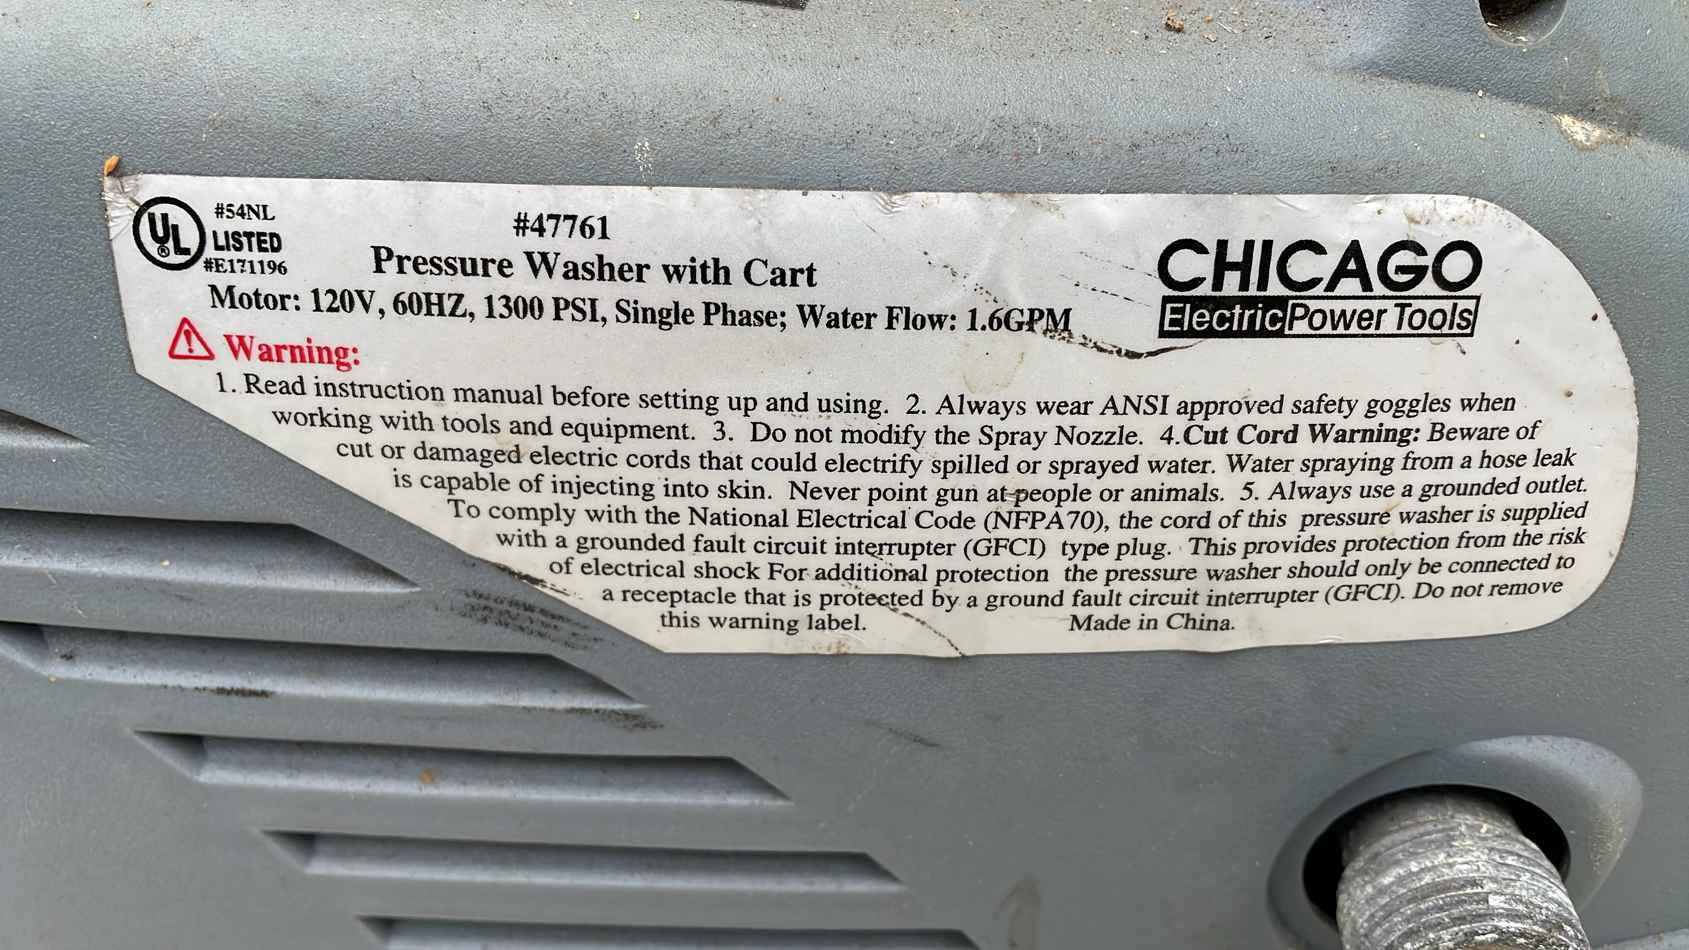 UL
®
#54NL
LISTED
#E171196
#47761
Pressure Washer with Cart
Motor: 120V, 60HZ, 1300 PSI, Single Phase; Water Flow: 1.6GPM
CHICAGO
Electric Power Tools
Warning:
1. Read instruction manual before setting up and using. 2. Always wear ANSI approved safety goggles when
working with tools and equipment. 3. Do not modify the Spray Nozzle. 4.Cut Cord Warning: Beware of
cut or damaged electric cords that could electrify spilled or sprayed water. Water spraying from a hose leak
is capable of injecting into skin. Never point gun at people or animals. 5. Always use a grounded outlet.
To comply with the National Electrical Code (NFPA70), the cord of this pressure washer is supplied
with a grounded fault circuit interrupter (GFCI) type plug. This provides protection from the risk
of electrical shock For additional protection the pressure washer should only be connected to
a receptacle that is protected by a ground fault circuit interrupter (GFCI). Do not remove
this warning label. Made in China.